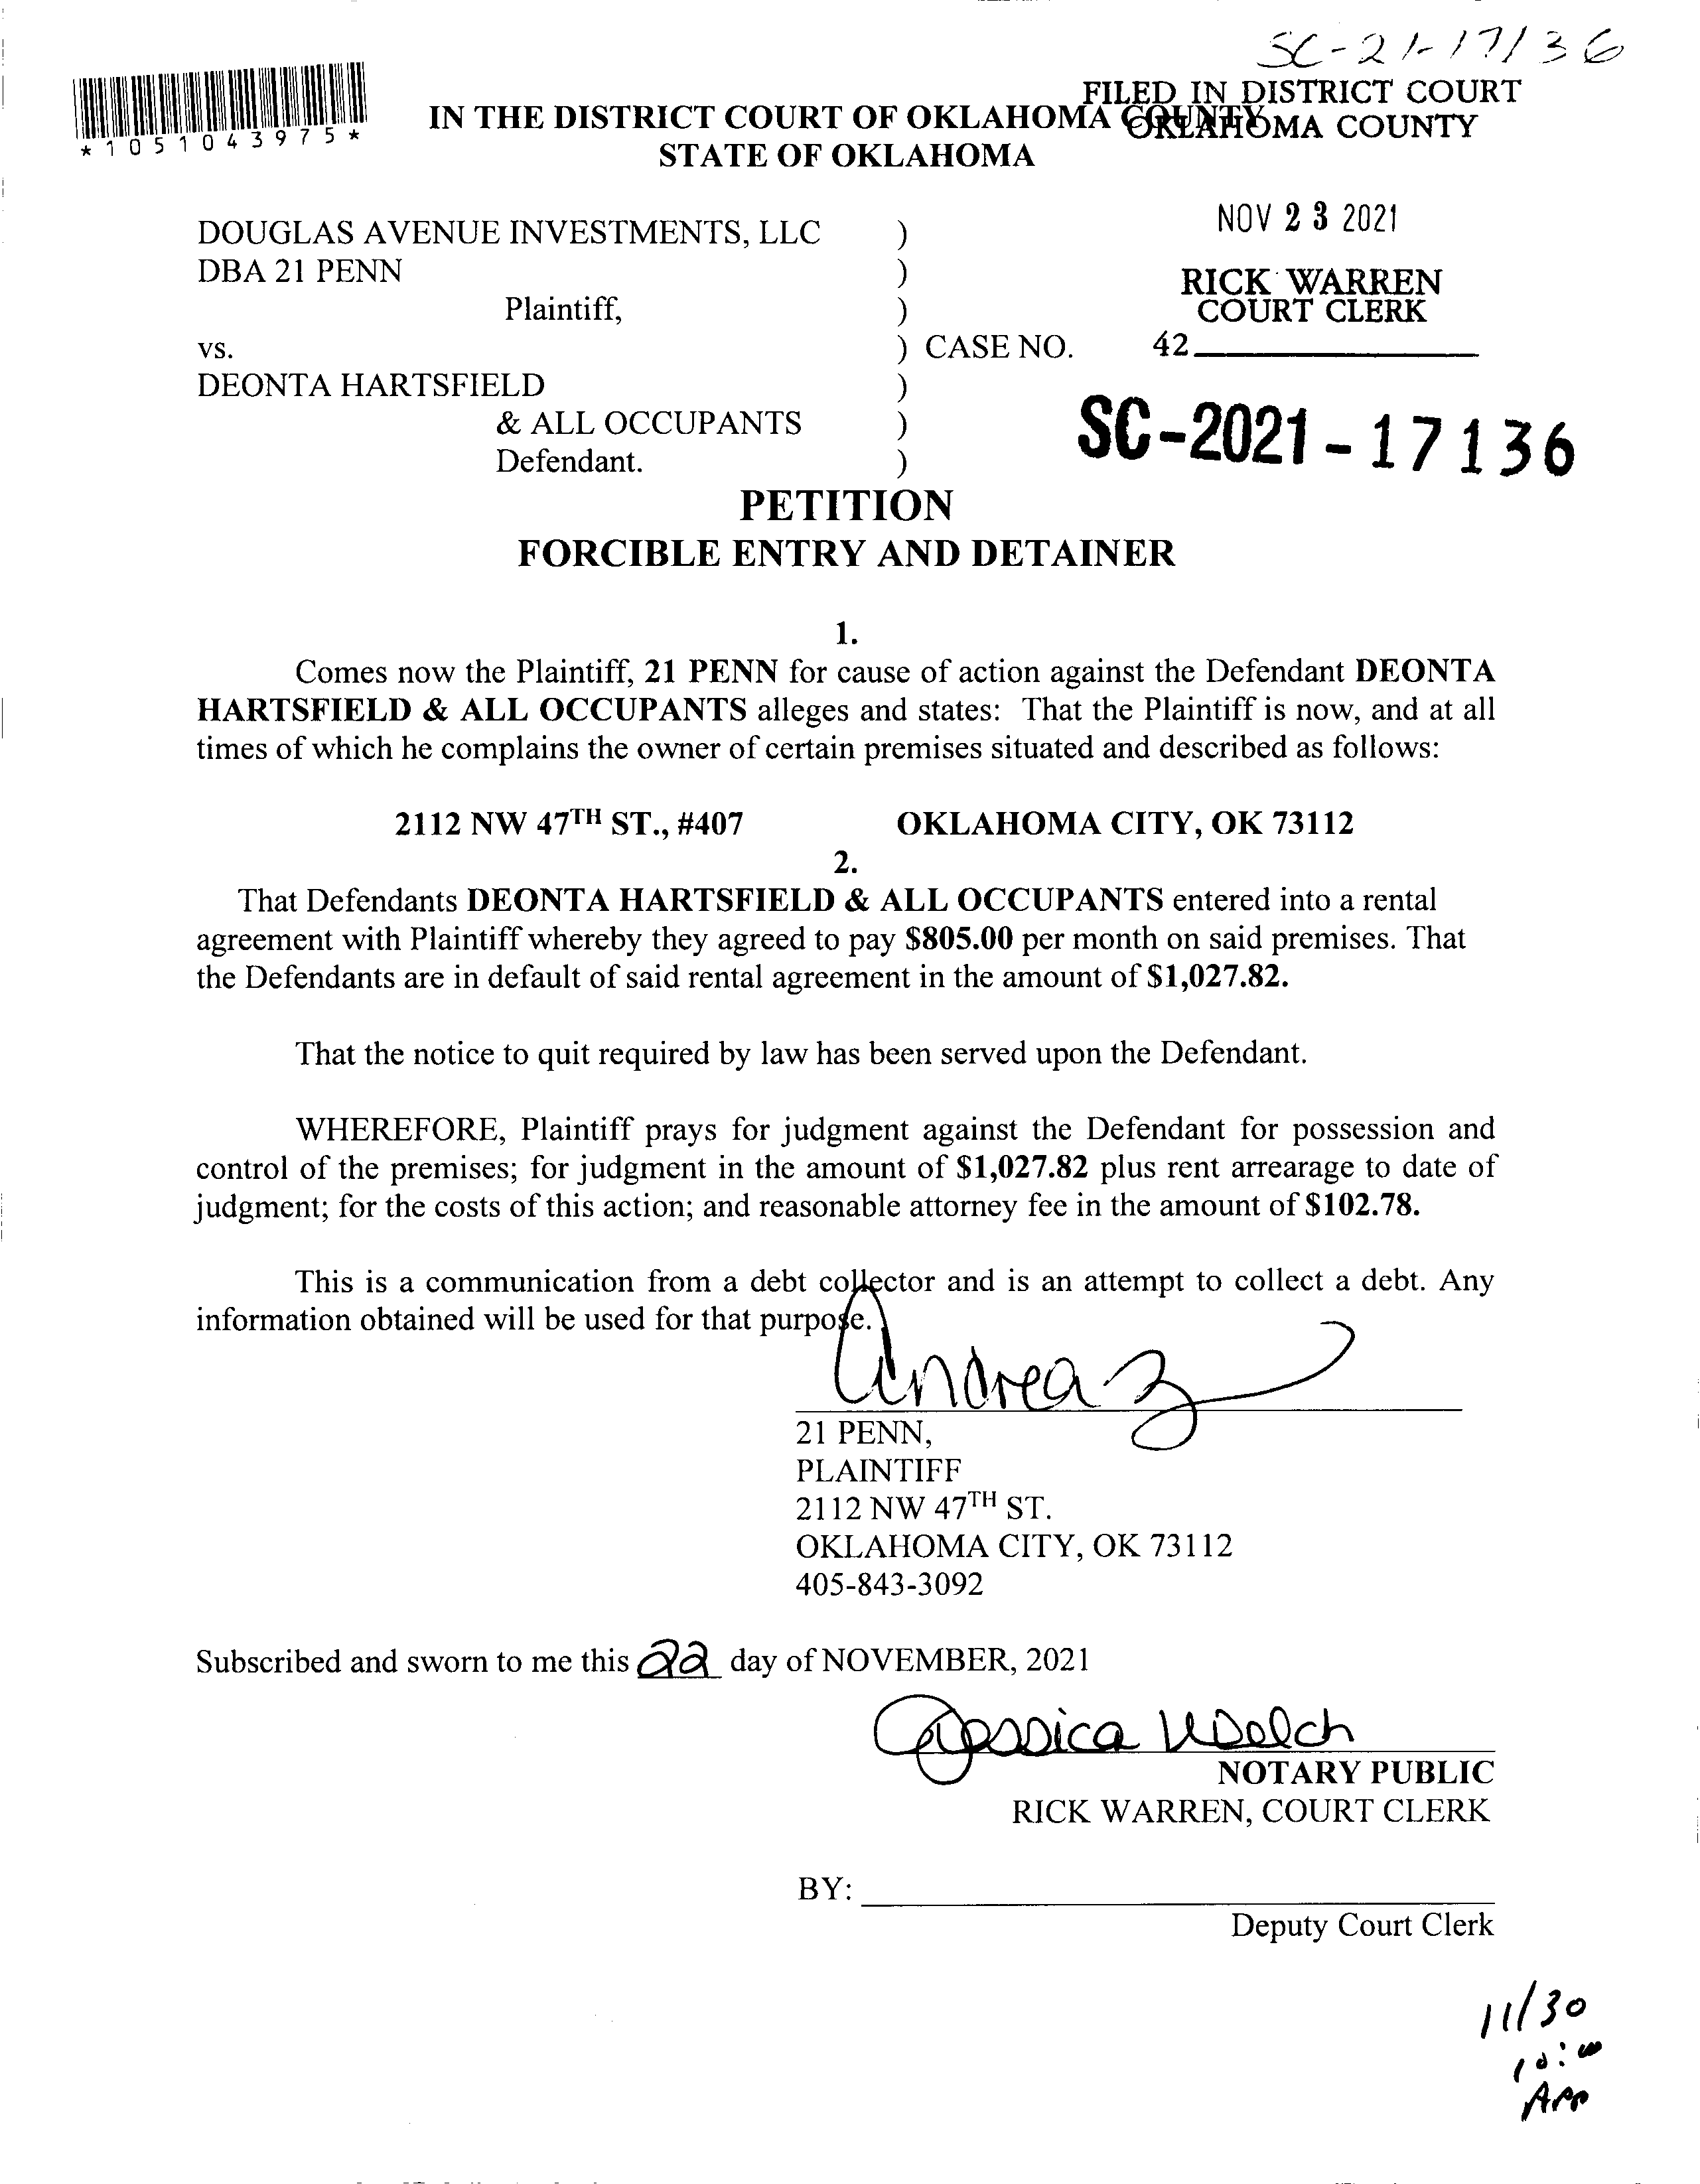 SC-21-17136
*1051043975*
FILED IN DISTRICT COURT
OKLAHOMA COUNTY
IN THE DISTRICT COURT OF OKLAHOMA COUNTY
STATE OF OKLAHOMA
NOV 23 2021
RICK WARREN
COURT CLERK
42
DOUGLAS AVENUE INVESTMENTS, LLC )
DBA 21 PENN )
Plaintiff, )
vs. ) CASE NO.
DEONTA HARTSFIELD )
& ALL OCCUPANTS )
Defendant. )
SC-2021-17136
PETITION
FORCIBLE ENTRY AND DETAINER
1.
Comes now the Plaintiff, 21 PENN for cause of action against the Defendant DEONTA
HARTSFIELD & ALL OCCUPANTS alleges and states: That the Plaintiff is now, and at all
times of which he complains the owner of certain premises situated and described as follows:
2112 NW 47TH ST., #407 OKLAHOMA CITY, OK 73112
2.
That Defendants DEONTA HARTSFIELD & ALL OCCUPANTS entered into a rental
agreement with Plaintiff whereby they agreed to pay $805.00 per month on said premises. That
the Defendants are in default of said rental agreement in the amount of $1,027.82.
That the notice to quit required by law has been served upon the Defendant.
WHEREFORE, Plaintiff prays for judgment against the Defendant for possession and
control of the premises; for judgment in the amount of $1,027.82 plus rent arrearage to date of
judgment; for the costs of this action; and reasonable attorney fee in the amount of $102.78.
This is a communication from a debt collector and is an attempt to collect a debt. Any
information obtained will be used for that purpose.
Andrea
21 PENN,
PLAINTIFF
2112 NW 47TH ST.
OKLAHOMA CITY, OK 73112
405-843-3092
Subscribed and sworn to me this 22 day of NOVEMBER, 2021
Jessica Welch
NOTARY PUBLIC
RICK WARREN, COURT CLERK
BY:
Deputy Court Clerk
11/30
10:00